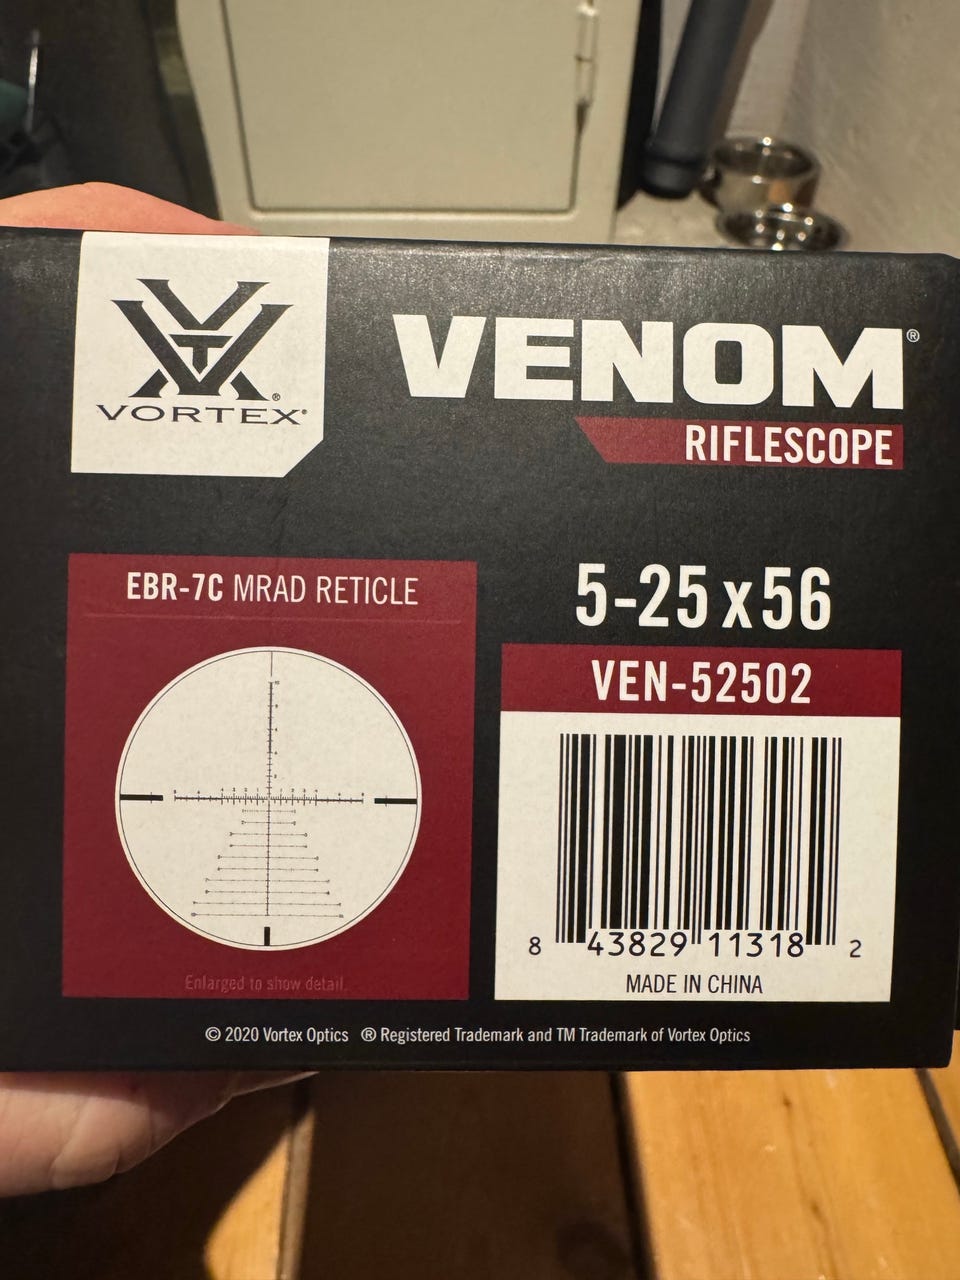 VORTEX®
VENOM®
RIFLESCOPE
EBR-7C MRAD RETICLE
Enlarged to show detail.
5-25x56
VEN-52502
8 43829 11318 2
MADE IN CHINA
© 2020 Vortex Optics ® Registered Trademark and TM Trademark of Vortex Optics